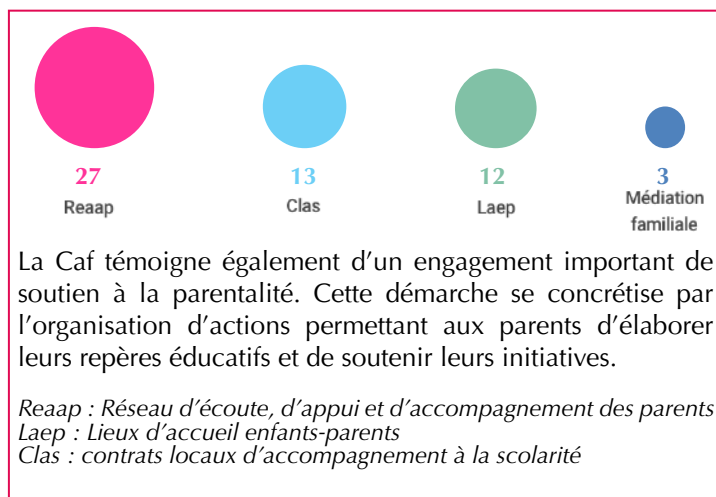 27
13
12
3
Reaap
Clas
Laep
Médiation
familiale
La Caf témoigne également d'un engagement important de
soutien à la parentalité. Cette démarche se concrétise par
l'organisation d'actions permettant aux parents d'élaborer
leurs repères éducatifs et de soutenir leurs initiatives.
Reaap : Réseau d'écoute, d'appui et d'accompagnement des parents
Laep : Lieux d'accueil enfants-parents
Clas : contrats locaux d'accompagnement à la scolarité